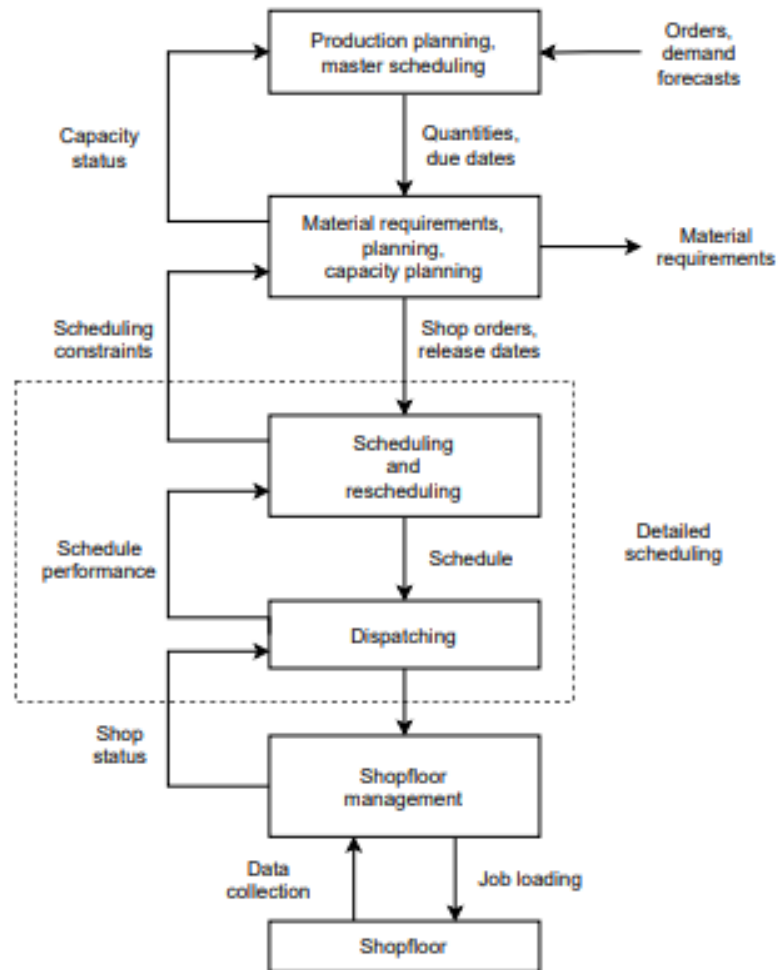 Production planning,
master scheduling
Orders,
demand
forecasts
Capacity
status
Quantities,
due dates
Material requirements,
planning,
capacity planning
Material
requirements
Scheduling
constraints
Shop orders,
release dates
Scheduling
and
rescheduling
Detailed
scheduling
Schedule
performance
Schedule
Dispatching
Shop
status
Shopfloor
management
Data
collection
Job loading
Shopfloor